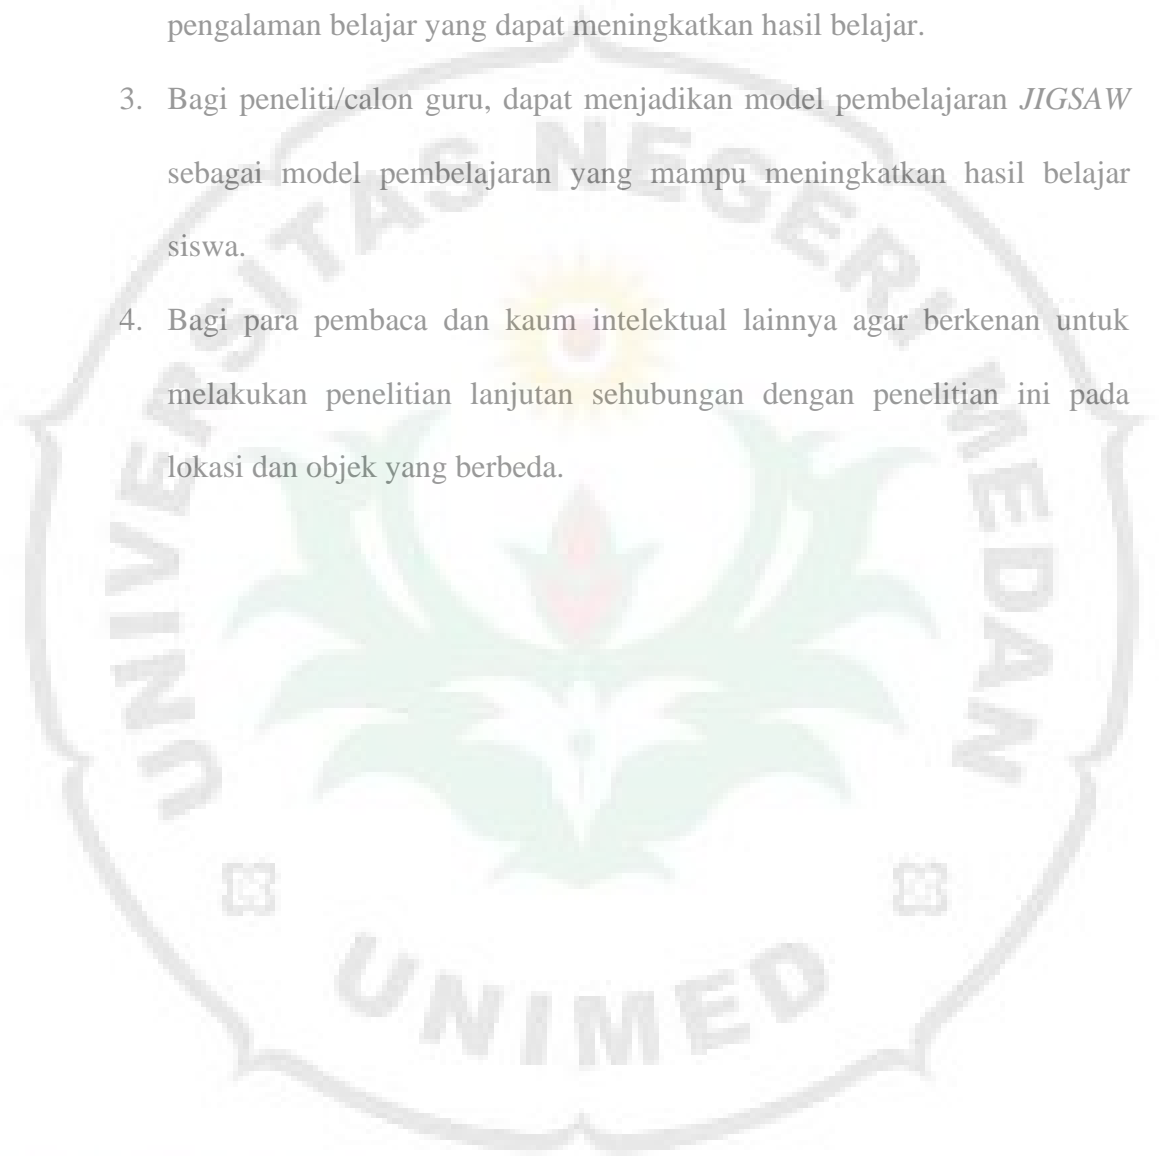 pengalaman belajar yang dapat meningkatkan hasil belajar.
3. Bagi peneliti/calon guru, dapat menjadikan model pembelajaran JIGSAW
sebagai model pembelajaran yang mampu meningkatkan hasil belajar
siswa.
4. Bagi para pembaca dan kaum intelektual lainnya agar berkenan untuk
melakukan penelitian lanjutan sehubungan dengan penelitian ini pada
lokasi dan objek yang berbeda.
UNIVERSITAS NEGERI MEDAN
UNIMED